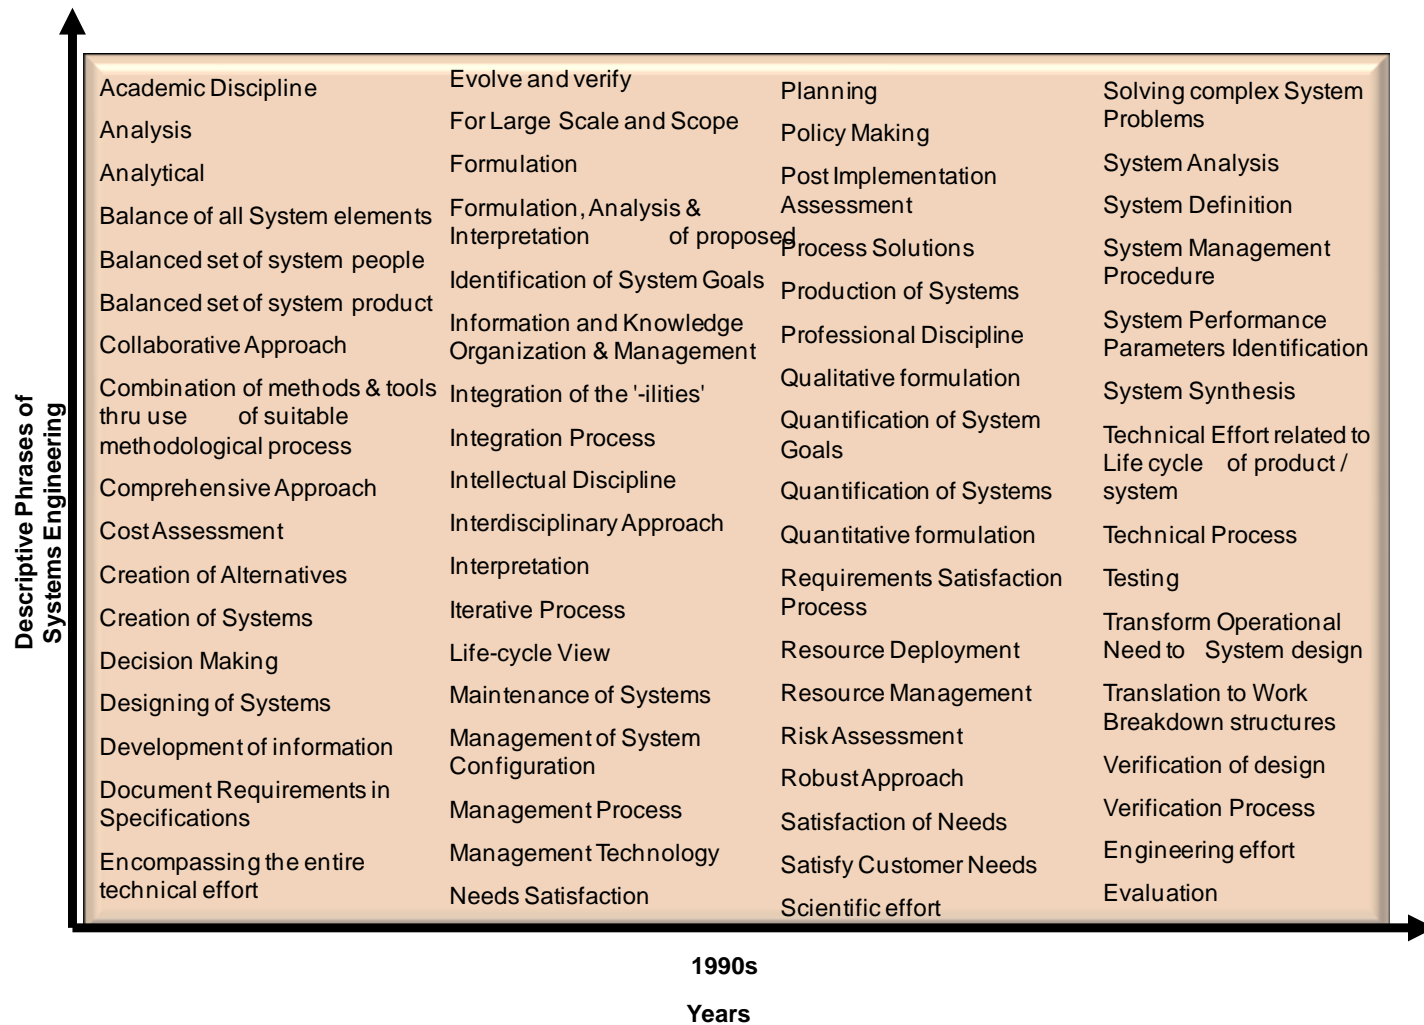 Descriptive Phrases of
Systems Engineering
Academic Discipline
Analysis
Analytical
Balance of all System elements
Balanced set of system people
Balanced set of system product
Collaborative Approach
Combination of methods & tools
thru use of suitable
methodological process
Comprehensive Approach
Cost Assessment
Creation of Alternatives
Creation of Systems
Decision Making
Designing of Systems
Development of information
Document Requirements in
Specifications
Encompassing the entire
technical effort
Evolve and verify
For Large Scale and Scope
Formulation
Formulation, Analysis &
Interpretation of proposed
Identification of System Goals
Information and Knowledge
Organization & Management
Integration of the '-ilities'
Integration Process
Intellectual Discipline
Interdisciplinary Approach
Interpretation
Iterative Process
Life-cycle View
Maintenance of Systems
Management of System
Configuration
Management Process
Management Technology
Needs Satisfaction
Planning
Policy Making
Post Implementation
Assessment
Process Solutions
Production of Systems
Professional Discipline
Qualitative formulation
Quantification of System
Goals
Quantification of Systems
Quantitative formulation
Requirements Satisfaction
Process
Resource Deployment
Resource Management
Risk Assessment
Robust Approach
Satisfaction of Needs
Satisfy Customer Needs
Scientific effort
Solving complex System
Problems
System Analysis
System Definition
System Management
Procedure
System Performance
Parameters Identification
System Synthesis
Technical Effort related to
Life cycle of product /
system
Technical Process
Testing
Transform Operational
Need to System design
Translation to Work
Breakdown structures
Verification of design
Verification Process
Engineering effort
Evaluation
1990s
Years